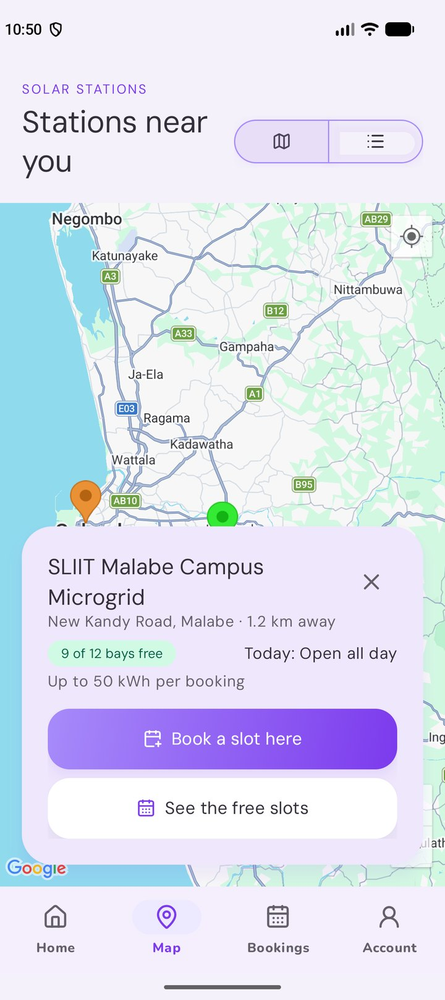 10:50
SOLAR STATIONS
Stations near
you
Negombo
AB29
Katunayake
A3
Nittambuwa
B12
A33
Gampaha
Ja-Ela
A1
E03
Ragama
Kadawatha
Wattala
B95
AB10
SLIIT Malabe Campus
Microgrid
New Kandy Road, Malabe · 1.2 km away
9 of 12 bays free
Today: Open all day
Up to 50 kWh per booking
Book a slot here
Ing
See the free slots
ulath
Google
Home
Map
Bookings
Account